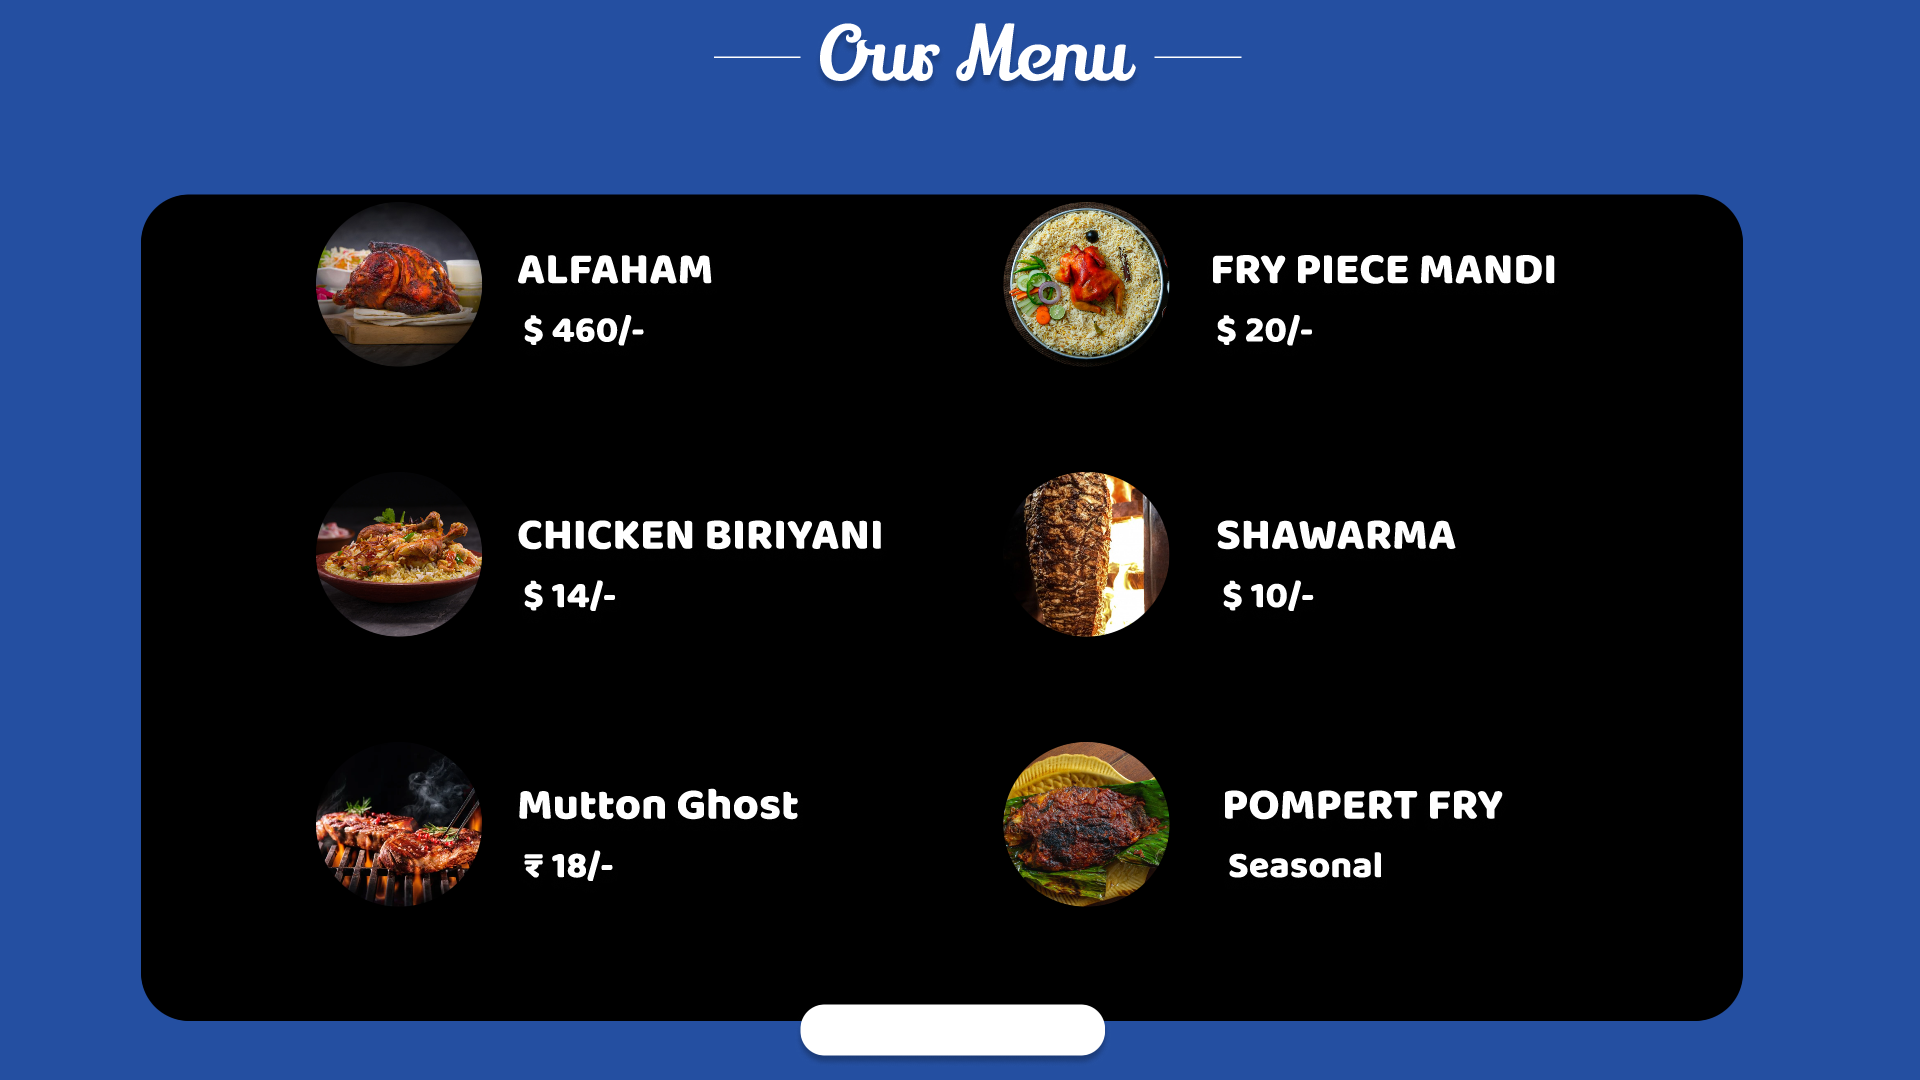 Our Menu
ALFAHAM
$ 460/-
FRY PIECE MANDI
$ 20/-
CHICKEN BIRIYANI
$ 14/-
SHAWARMA
$ 10/-
Mutton Ghost
₹ 18/-
POMPERT FRY
Seasonal